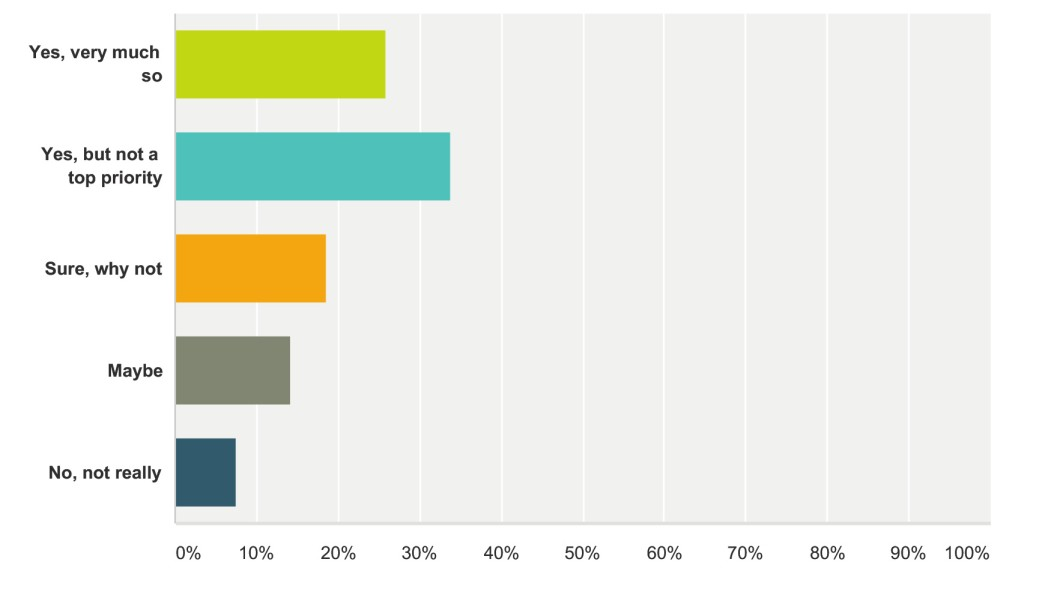 Yes, very much
so
Yes, but not a
top priority
Sure, why not
Maybe
No, not really
0% 10% 20% 30% 40% 50% 60% 70% 80% 90% 100%